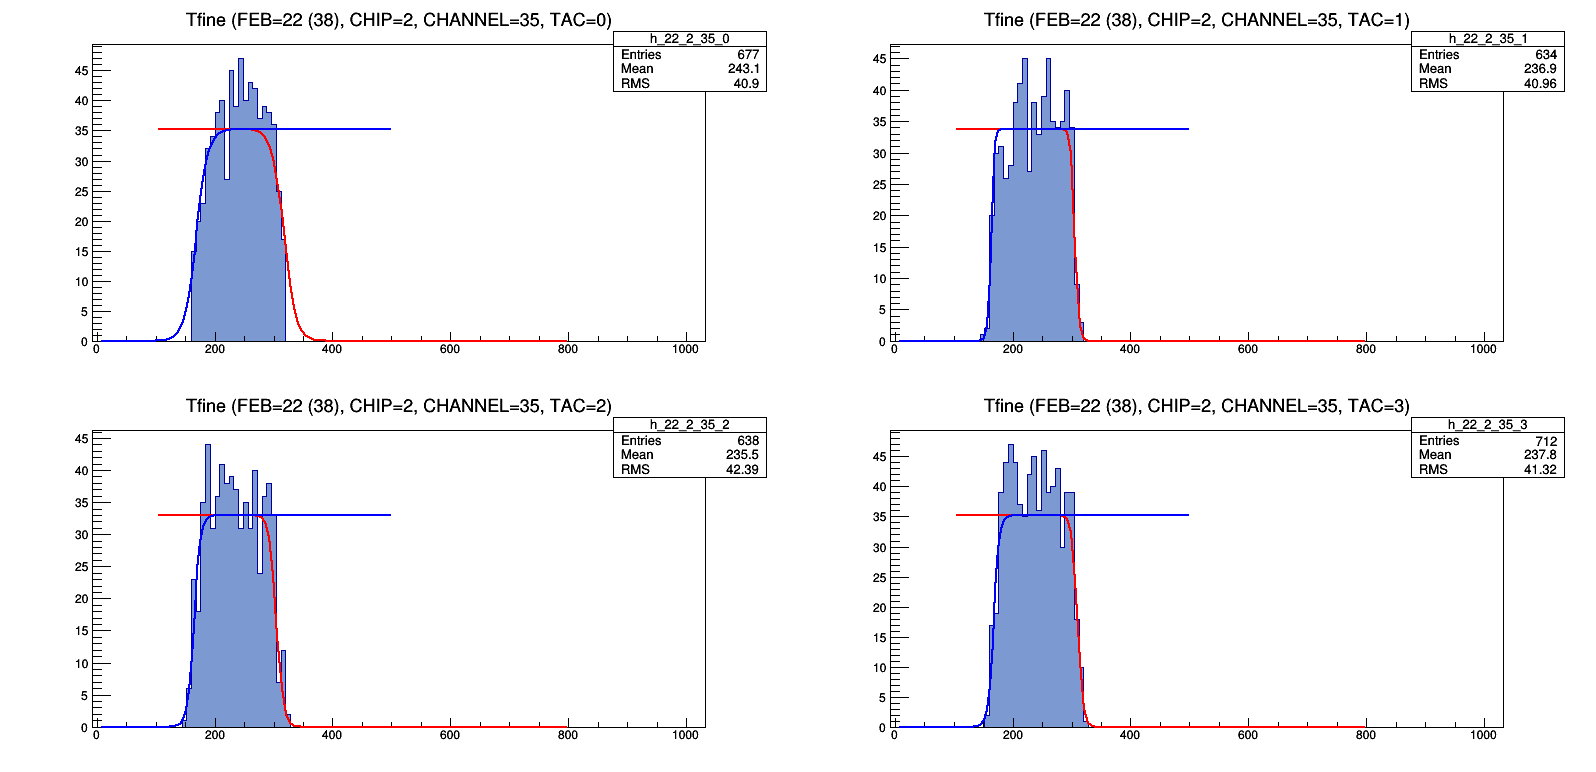 Tfine (FEB=22 (38), CHIP=2, CHANNEL=35, TAC=0)
h_22_2_35_0
Entries 677
Mean 243.1
RMS 40.9
45
40
35
30
25
20
15
10
5
0
0 200 400 600 800 1000
Tfine (FEB=22 (38), CHIP=2, CHANNEL=35, TAC=1)
h_22_2_35_1
Entries 634
Mean 236.9
RMS 40.96
45
40
35
30
25
20
15
10
5
0
0 200 400 600 800 1000
Tfine (FEB=22 (38), CHIP=2, CHANNEL=35, TAC=2)
h_22_2_35_2
Entries 638
Mean 235.5
RMS 42.39
45
40
35
30
25
20
15
10
5
0
0 200 400 600 800 1000
Tfine (FEB=22 (38), CHIP=2, CHANNEL=35, TAC=3)
h_22_2_35_3
Entries 712
Mean 237.8
RMS 41.32
45
40
35
30
25
20
15
10
5
0
0 200 400 600 800 1000